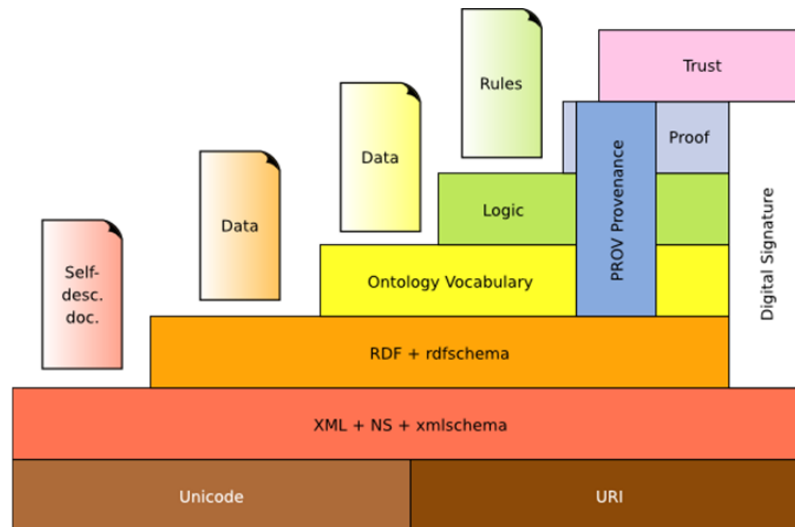 Trust
Rules
Proof
Data
PROV Provenance
Logic
Data
Digital Signature
Self-
desc.
doc.
Ontology Vocabulary
RDF + rdfschema
XML + NS + xmlschema
Unicode
URI